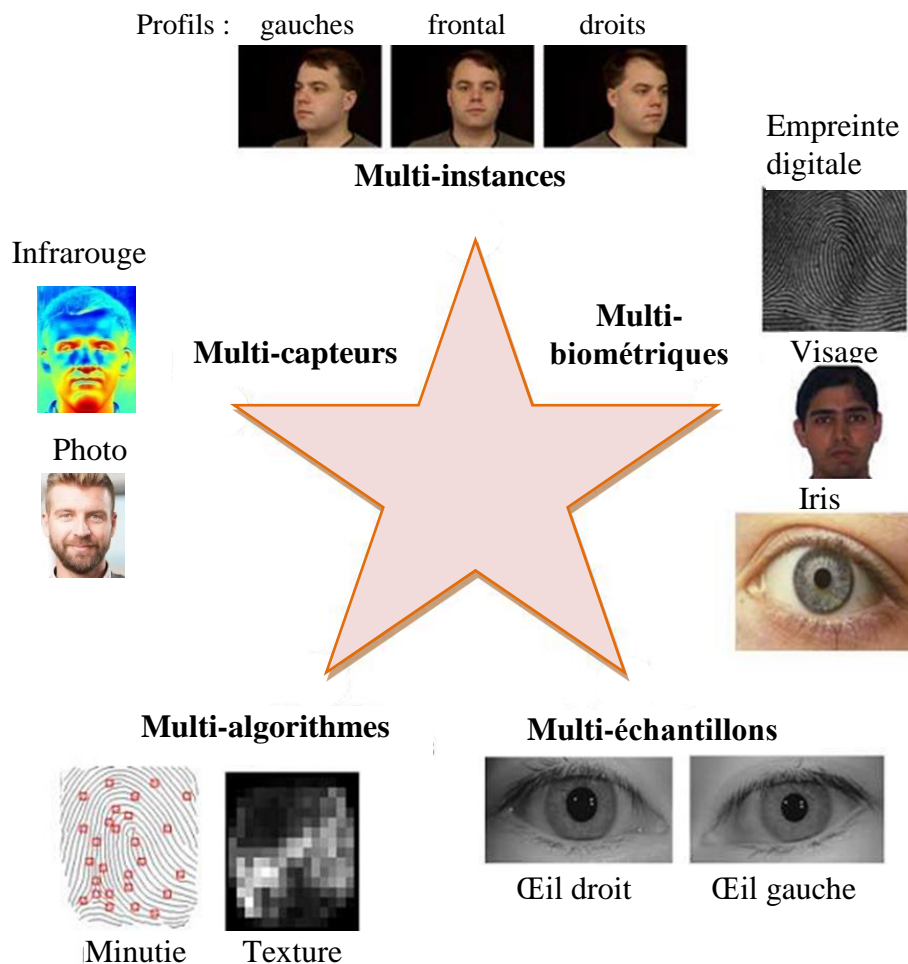 Profils : gauches frontal droits
Multi-instances
Empreinte
digitale
Infrarouge
Multi-capteurs
Multi-
biométriques
Visage
Photo
Iris
Multi-algorithmes
Multi-échantillons
Œil droit Œil gauche
Minutie Texture